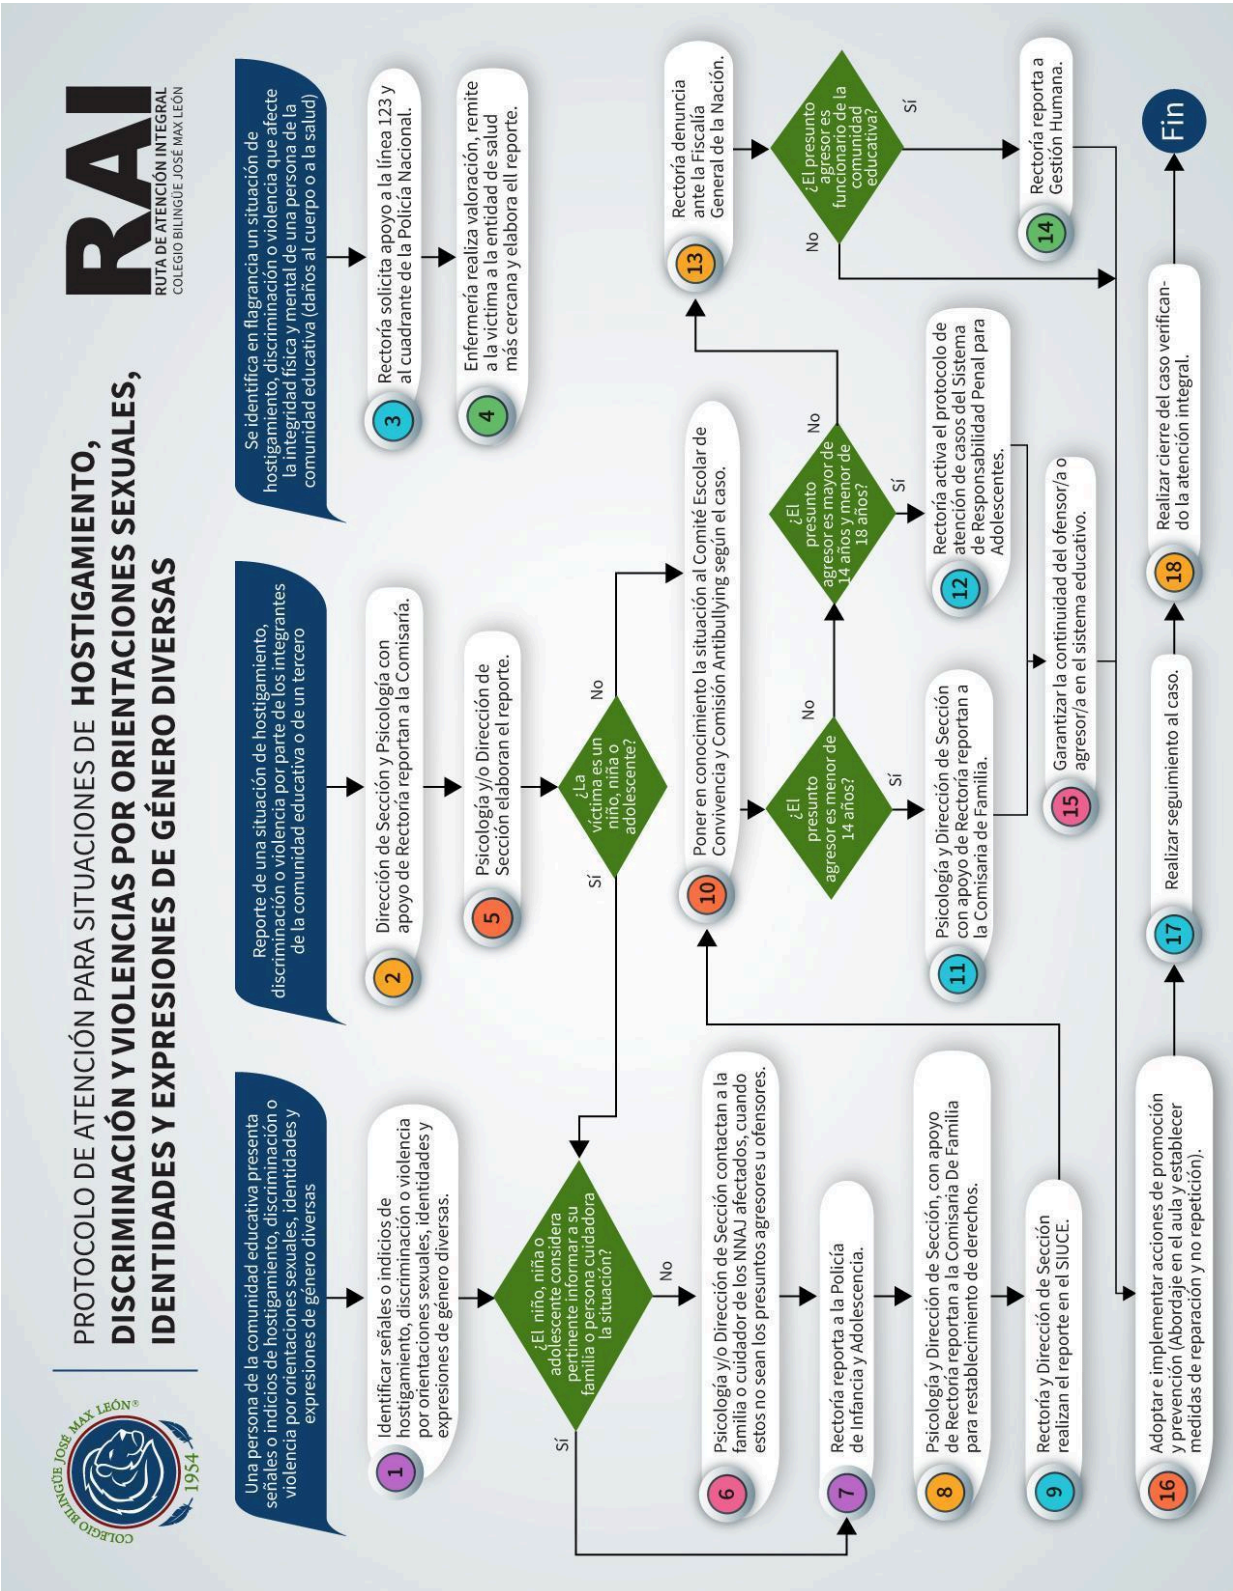 COLEGIO BILINGÜE JOSÉ MAX LEÓN®
1954
PROTOCOLO DE ATENCIÓN PARA SITUACIONES DE HOSTIGAMIENTO,
DISCRIMINACIÓN Y VIOLENCIAS POR ORIENTACIONES SEXUALES,
IDENTIDADES Y EXPRESIONES DE GÉNERO DIVERSAS
RAI
RUTA DE ATENCIÓN INTEGRAL
COLEGIO BILINGÜE JOSÉ MAX LEÓN
Una persona de la comunidad educativa presenta
señales o indicios de hostigamiento, discriminación o
violencia por orientaciones sexuales, identidades y
expresiones de género diversas
Reporte de una situación de hostigamiento,
discriminación o violencia por parte de los integrantes
de la comunidad educativa o de un tercero
Se identifica en flagrancia un situación de
hostigamiento, discriminación o violencia que afecte
la integridad física y mental de una persona de la
comunidad educativa (daños al cuerpo o a la salud)
1
Identificar señales o indicios de
hostigamiento, discriminación o violencia
por orientaciones sexuales, identidades y
expresiones de género diversas.
2
Dirección de Sección y Psicología con
apoyo de Rectoría reportan a la Comisaría.
3
Rectoría solicita apoyo a la línea 123 y
al cuadrante de la Policía Nacional.
4
Enfermería realiza valoración, remite
a la víctima a la entidad de salud
más cercana y elabora ell reporte.
5
Psicología y/o Dirección de
Sección elaboran el reporte.
¿La
víctima es un
niño, niña o
adolescente?
Sí
No
¿El niño, niña o
adolescente considera
pertinente informar a su
familia o persona cuidadora
la situación?
Sí
No
6
Psicología y/o Dirección de Sección contactan a la
familia o cuidador de los NNAJ afectados, cuando
estos no sean los presuntos agresores u ofensores.
7
Rectoría reporta a la Policía
de Infancia y Adolescencia.
8
Psicología y Dirección de Sección, con apoyo
de Rectoría reportan a la Comisaria De Familia
para restablecimiento de derechos.
9
Rectoría y Dirección de Sección
realizan el reporte en el SIUCE.
10
Poner en conocimiento la situación al Comité Escolar de
Convivencia y Comisión Antibullying según el caso.
¿El
presunto
agresor es menor de
14 años?
Sí
No
¿El
presunto
agresor es mayor de
14 años y menor de
18 años?
Sí
No
11
Psicología y Dirección de Sección
con apoyo de Rectoría reportan a
la Comisaria de Familia.
12
Rectoría activa el protocolo de
atención de casos del Sistema
de Responsabilidad Penal para
Adolescentes.
13
Rectoría denuncia
ante la Fiscalía
General de la Nación.
¿El presunto
agresor es
funcionario de la
comunidad
educativa?
No
Sí
14
Rectoría reporta a
Gestión Humana.
15
Garantizar la continuidad del ofensor/a o
agresor/a en el sistema educativo.
16
Adoptar e implementar acciones de promoción
y prevención (Abordaje en el aula y establecer
medidas de reparación y no repetición).
17
Realizar seguimiento al caso.
18
Realizar cierre del caso verifican-
do la atención integral.
Fin